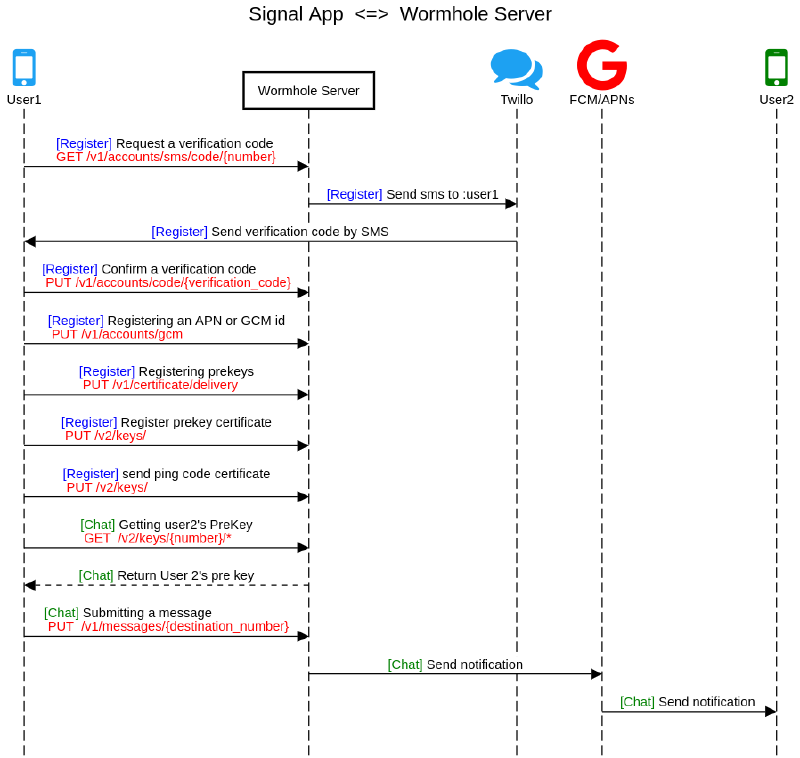 Signal App <=> Wormhole Server
User1
Wormhole Server
Twillo
FCM/APNs
User2
[Register] Request a verification code
GET /v1/accounts/sms/code/{number}
[Register] Send sms to :user1
[Register] Send verification code by SMS
[Register] Confirm a verification code
PUT /v1/accounts/code/{verification_code}
[Register] Registering an APN or GCM id
PUT /v1/accounts/gcm
[Register] Registering prekeys
PUT /v1/certificate/delivery
[Register] Register prekey certificate
PUT /v2/keys/
[Register] send ping code certificate
PUT /v2/keys/
[Chat] Getting user2's PreKey
GET /v2/keys/{number}/*
[Chat] Return User 2's pre key
[Chat] Submitting a message
PUT /v1/messages/{destination_number}
[Chat] Send notification
[Chat] Send notification